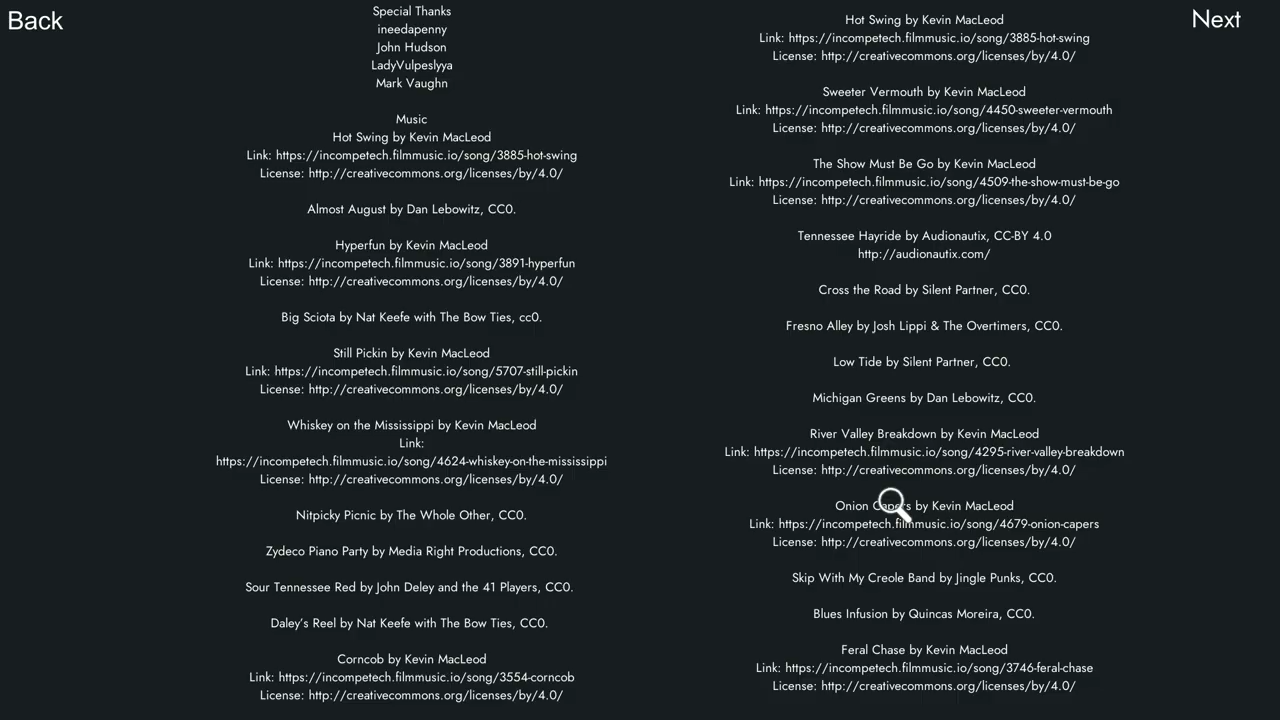 Back
Special Thanks
ineedapenny
John Hudson
LadyVulpeslyya
Mark Vaughn
Music
Hot Swing by Kevin MacLeod
Link: https://incompetech.filmmusic.io/song/3885-hot-swing
License: http://creativecommons.org/licenses/by/4.0/
Almost August by Dan Lebowitz, CC0.
Hyperfun by Kevin MacLeod
Link: https://incompetech.filmmusic.io/song/3891-hyperfun
License: http://creativecommons.org/licenses/by/4.0/
Big Sciota by Nat Keefe with The Bow Ties, cc0.
Still Pickin by Kevin MacLeod
Link: https://incompetech.filmmusic.io/song/5707-still-pickin
License: http://creativecommons.org/licenses/by/4.0/
Whiskey on the Mississippi by Kevin MacLeod
Link:
https://incompetech.filmmusic.io/song/4624-whiskey-on-the-mississippi
License: http://creativecommons.org/licenses/by/4.0/
Nitpicky Picnic by The Whole Other, CC0.
Zydeco Piano Party by Media Right Productions, CC0.
Sour Tennessee Red by John Deley and the 41 Players, CC0.
Daley's Reel by Nat Keefe with The Bow Ties, CC0.
Corncob by Kevin MacLeod
Link: https://incompetech.filmmusic.io/song/3554-corncob
License: http://creativecommons.org/licenses/by/4.0/
Next
Hot Swing by Kevin MacLeod
Link: https://incompetech.filmmusic.io/song/3885-hot-swing
License: http://creativecommons.org/licenses/by/4.0/
Sweeter Vermouth by Kevin MacLeod
Link: https://incompetech.filmmusic.io/song/4450-sweeter-vermouth
License: http://creativecommons.org/licenses/by/4.0/
The Show Must Be Go by Kevin MacLeod
Link: https://incompetech.filmmusic.io/song/4509-the-show-must-be-go
License: http://creativecommons.org/licenses/by/4.0/
Tennessee Hayride by Audionautix, CC-BY 4.0
http://audionautix.com/
Cross the Road by Silent Partner, CC0.
Fresno Alley by Josh Lippi & The Overtimers, CC0.
Low Tide by Silent Partner, CC0.
Michigan Greens by Dan Lebowitz, CC0.
River Valley Breakdown by Kevin MacLeod
Link: https://incompetech.filmmusic.io/song/4295-river-valley-breakdown
License: http://creativecommons.org/licenses/by/4.0/
Onion Capers by Kevin MacLeod
Link: https://incompetech.filmmusic.io/song/4679-onion-capers
License: http://creativecommons.org/licenses/by/4.0/
Skip With My Creole Band by Jingle Punks, CC0.
Blues Infusion by Quincas Moreira, CC0.
Feral Chase by Kevin MacLeod
Link: https://incompetech.filmmusic.io/song/3746-feral-chase
License: http://creativecommons.org/licenses/by/4.0/